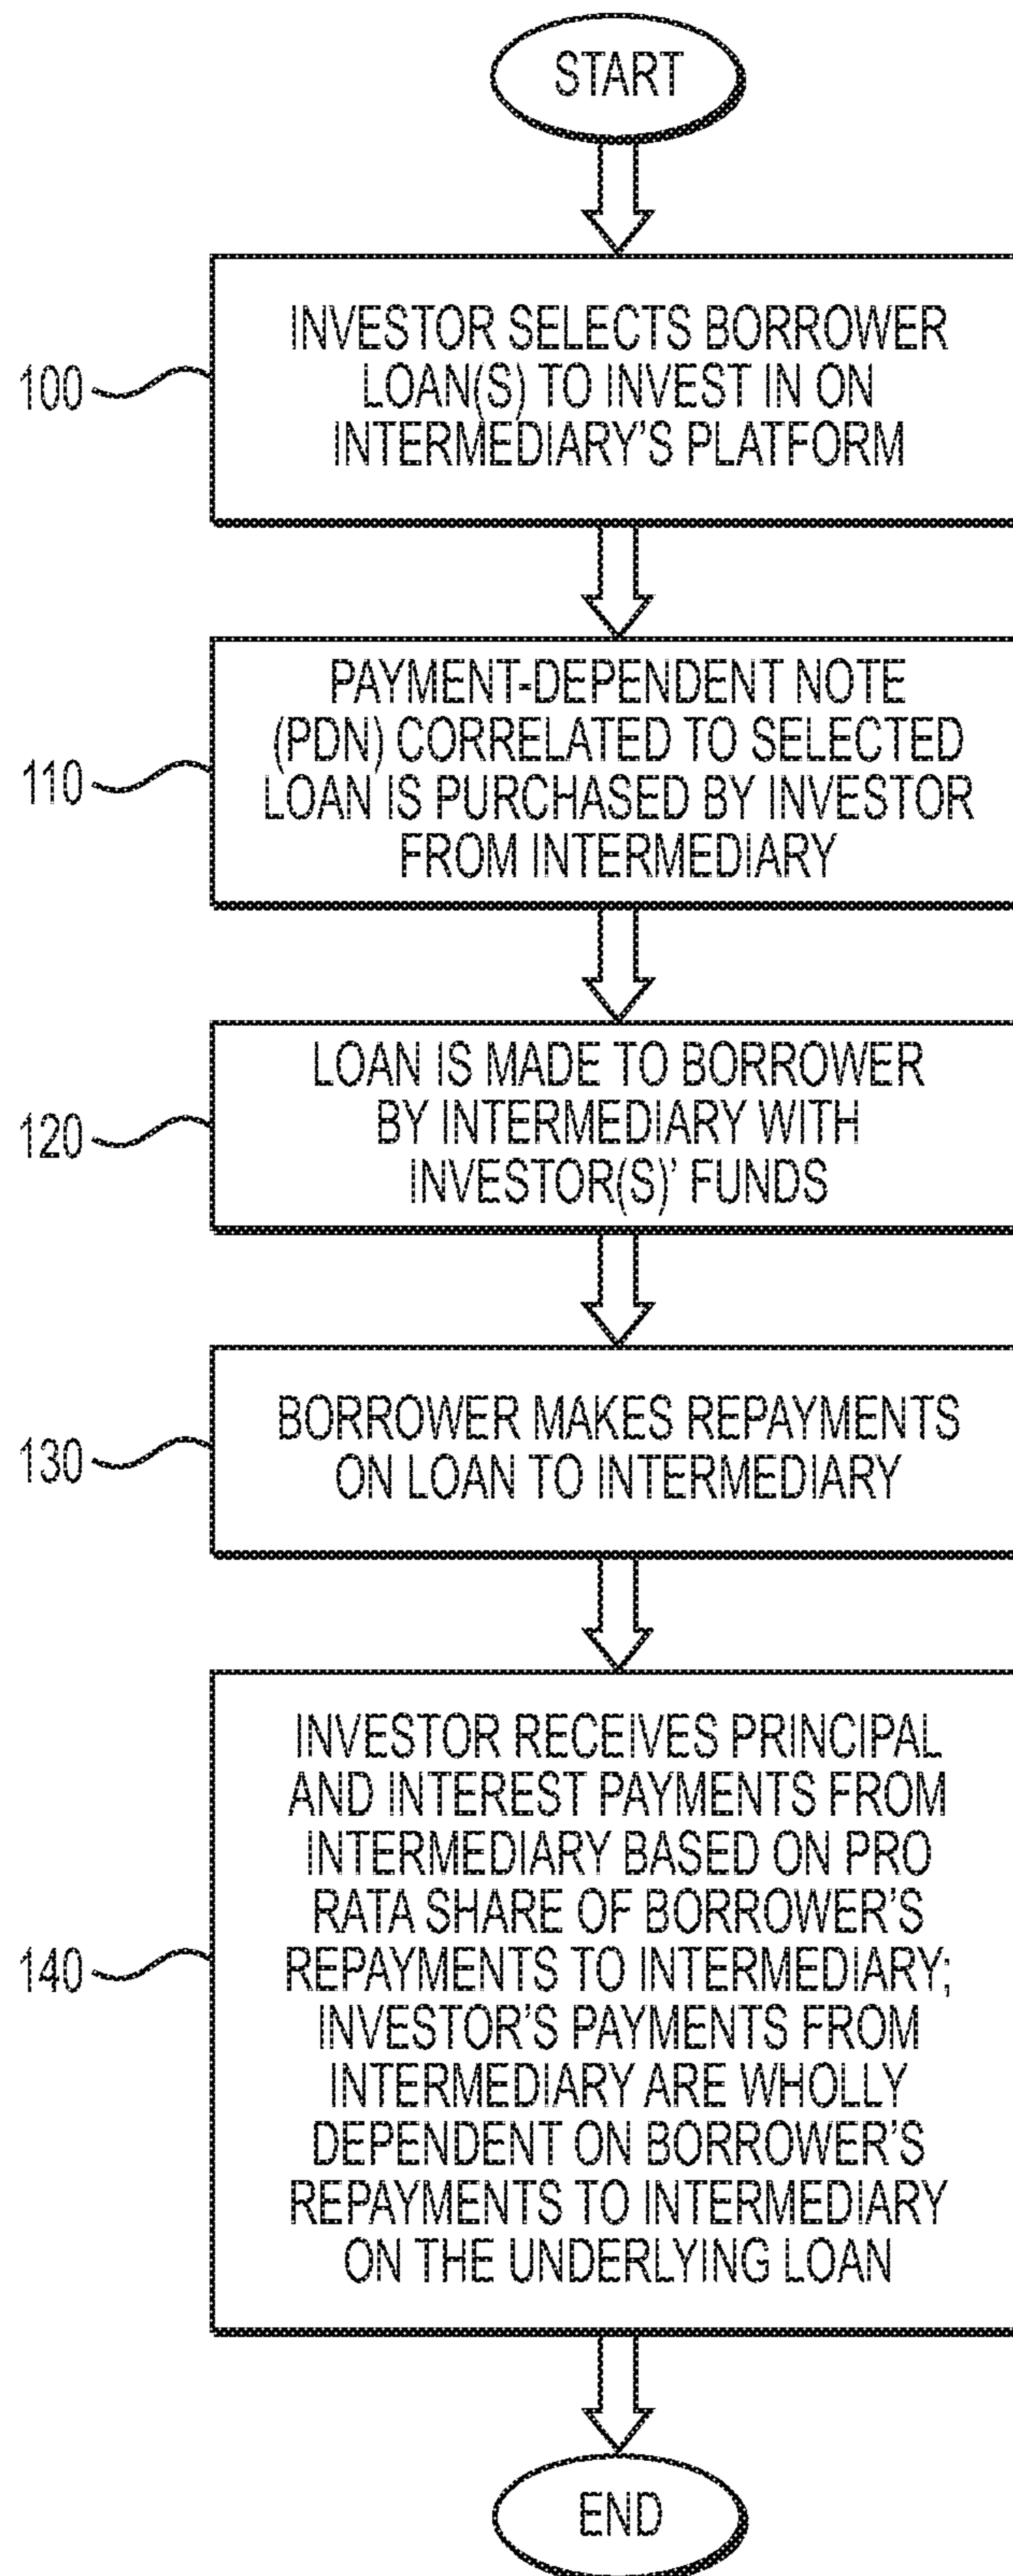 START
100
INVESTOR SELECTS BORROWER
LOAN(S) TO INVEST IN ON
INTERMEDIARY'S PLATFORM
110
PAYMENT-DEPENDENT NOTE
(PDN) CORRELATED TO SELECTED
LOAN IS PURCHASED BY INVESTOR
FROM INTERMEDIARY
120
LOAN IS MADE TO BORROWER
BY INTERMEDIARY WITH
INVESTOR(S)' FUNDS
130
BORROWER MAKES REPAYMENTS
ON LOAN TO INTERMEDIARY
140
INVESTOR RECEIVES PRINCIPAL
AND INTEREST PAYMENTS FROM
INTERMEDIARY BASED ON PRO
RATA SHARE OF BORROWER'S
REPAYMENTS TO INTERMEDIARY;
INVESTOR'S PAYMENTS FROM
INTERMEDIARY ARE WHOLLY
DEPENDENT ON BORROWER'S
REPAYMENTS TO INTERMEDIARY
ON THE UNDERLYING LOAN
END